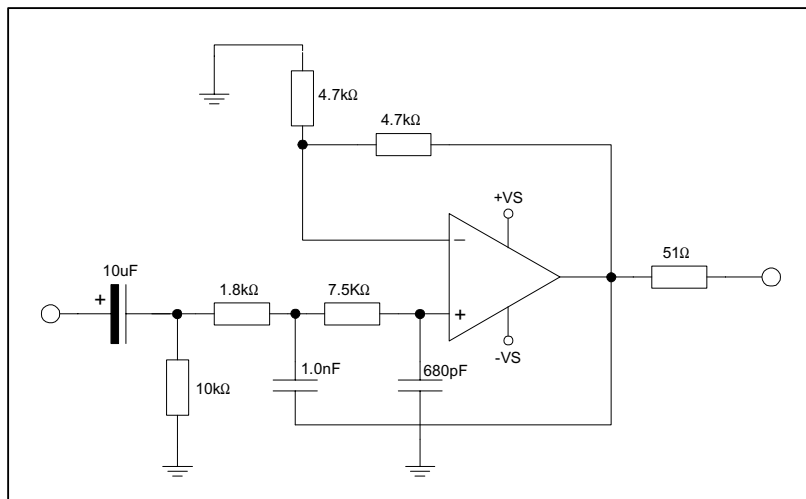 4.7kΩ
4.7kΩ
+VS
10uF
1.8kΩ
7.5KΩ
51Ω
+
−
+
-VS
1.0nF
680pF
10kΩ